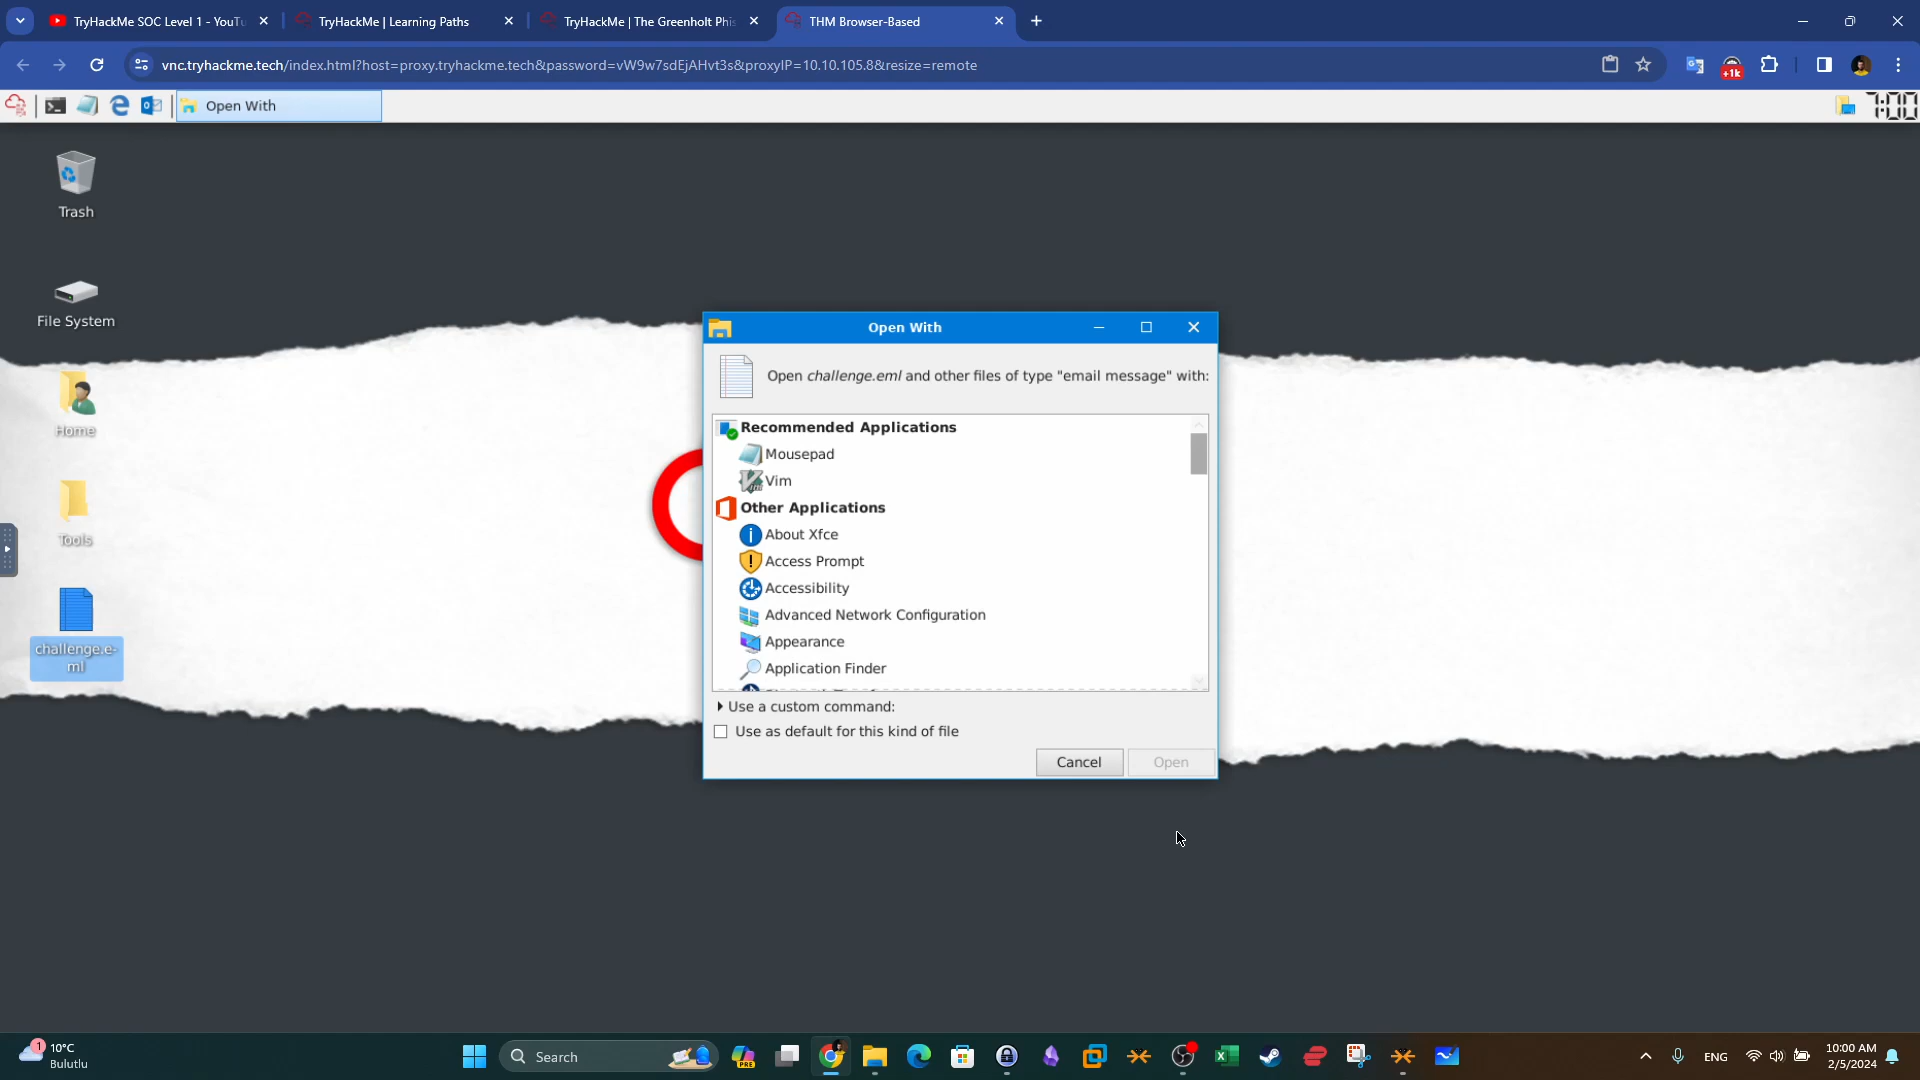 TryHackMe SOC Level 1 - YouTu
TryHackMe | Learning Paths
TryHackMe | The Greenholt Phis
THM Browser-Based
vnc.tryhackme.tech/index.html?host=proxy.tryhackme.tech&password=vW9w7sdEjAHvt3s&proxyIP=10.10.105.8&resize=remote
+1k
Open With
7:00
Trash
File System
Home
Tools
challenge.e-
ml
Open With
Open challenge.eml and other files of type "email message" with:
Recommended Applications
Mousepad
Vim
Other Applications
About Xfce
Access Prompt
Accessibility
Advanced Network Configuration
Appearance
Application Finder
Use a custom command:
Use as default for this kind of file
Cancel
Open
1
10°C
Bulutlu
Search
PRE
ENG
10:00 AM
2/5/2024